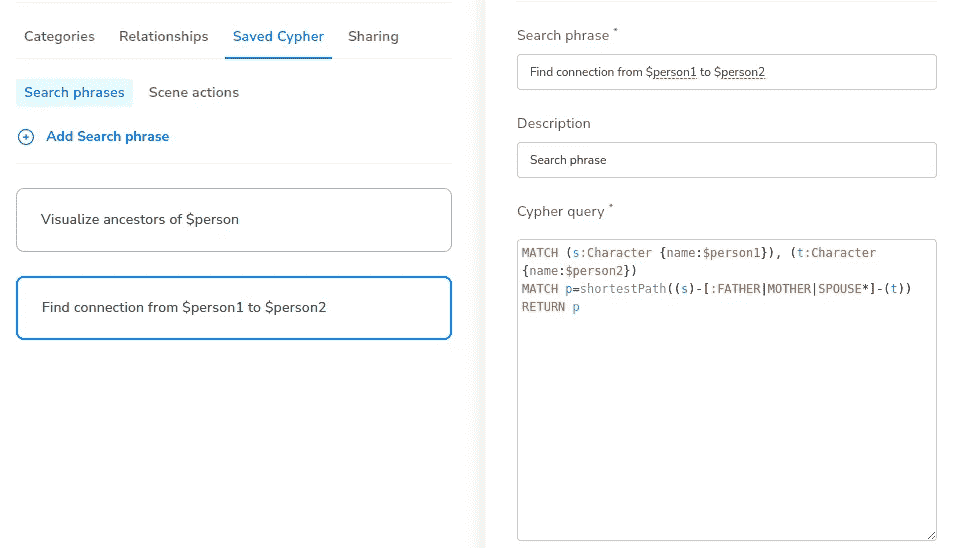 Categories Relationships Saved Cypher Sharing
Search phrases Scene actions
Add Search phrase
Visualize ancestors of $person
Find connection from $person1 to $person2
Search phrase *
Find connection from $person1 to $person2
Description
Search phrase
Cypher query *
MATCH (s:Character {name:$person1}), (t:Character
{name:$person2})
MATCH p=shortestPath((s)-[:FATHER|MOTHER|SPOUSE*]-(t))
RETURN p